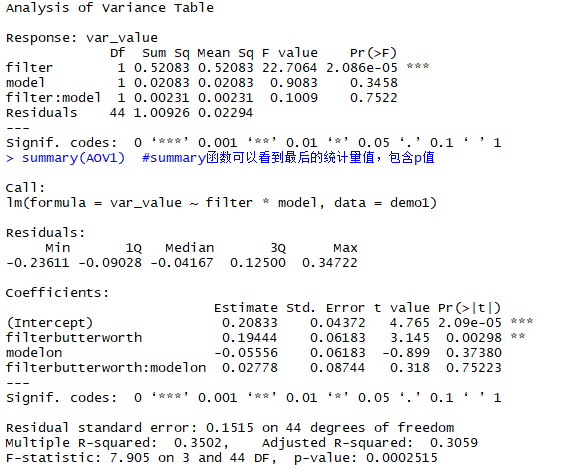 Analysis of Variance Table
Response: var_value
Df Sum Sq Mean Sq F value Pr(>F)
filter 1 0.52083 0.52083 22.7064 2.086e-05 ***
model 1 0.02083 0.02083 0.9083 0.3458
filter:model 1 0.00231 0.00231 0.1009 0.7522
Residuals 44 1.00926 0.02294
---
Signif. codes: 0 ‘***’ 0.001 ‘**’ 0.01 ‘*’ 0.05 ‘.’ 0.1 ‘ ’ 1
> summary(AOV1) #summary函数可以看到最后的统计量值，包含p值
Call:
lm(formula = var_value ~ filter * model, data = demo1)
Residuals:
Min 1Q Median 3Q Max
-0.23611 -0.09028 -0.04167 0.12500 0.34722
Coefficients:
Estimate Std. Error t value Pr(>|t|)
(Intercept) 0.20833 0.04372 4.765 2.09e-05 ***
filterbutterworth 0.19444 0.06183 3.145 0.00298 **
modelon -0.05556 0.06183 -0.899 0.37380
filterbutterworth:modelon 0.02778 0.08744 0.318 0.75223
---
Signif. codes: 0 ‘***’ 0.001 ‘**’ 0.01 ‘*’ 0.05 ‘.’ 0.1 ‘ ’ 1
Residual standard error: 0.1515 on 44 degrees of freedom
Multiple R-squared: 0.3502, Adjusted R-squared: 0.3059
F-statistic: 7.905 on 3 and 44 DF, p-value: 0.0002515